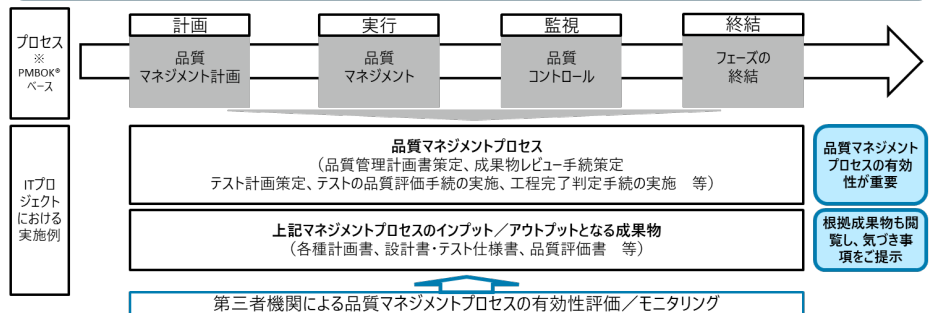 プロセス
※
PMBOK®
ベース
計画
実行
監視
終結
品質
マネジメント計画
品質
マネジメント
品質
コントロール
フェーズの
終結
ITプロ
ジェクト
における
実施例
品質マネジメントプロセス
（品質管理計画書策定、成果物レビュー手続策定
テスト計画策定、テストの品質評価手続の実施、工程完了判定手続の実施　等）
品質マネジメント
プロセスの有効
性が重要
上記マネジメントプロセスのインプット／アウトプットとなる成果物
（各種計画書、設計書・テスト仕様書、品質評価書　等）
根拠成果物も閲
覧し、気づき事
項をご提示
第三者機関による品質マネジメントプロセスの有効性評価／モニタリング